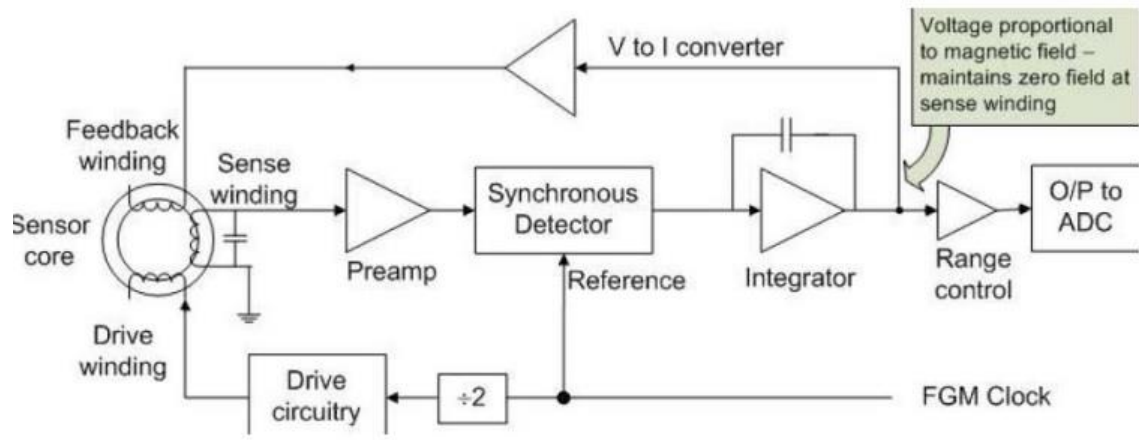 V to I converter
Voltage proportional
to magnetic field –
maintains zero field at
sense winding
Feedback
winding
Sense
winding
Sensor
core
Preamp
Synchronous
Detector
Reference
Integrator
Range
control
O/P to
ADC
Drive
winding
Drive
circuitry
÷2
FGM Clock